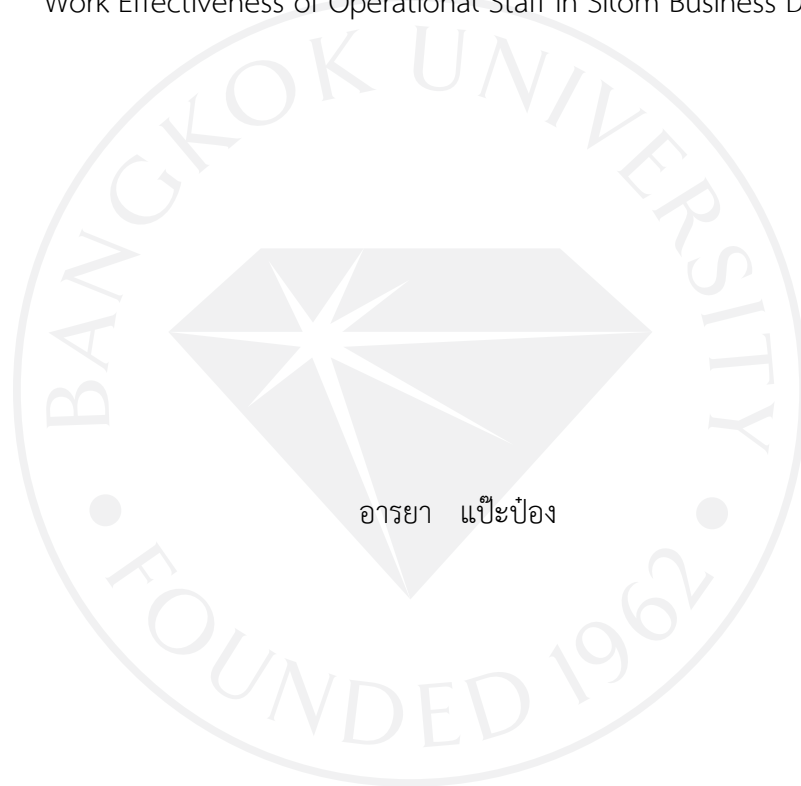 Work Effectiveness of Operational Staff in Silom Business D
BANGKOK UNIVERSITY
อารยา แป๊ะป๋อง
FOUNDED 1962